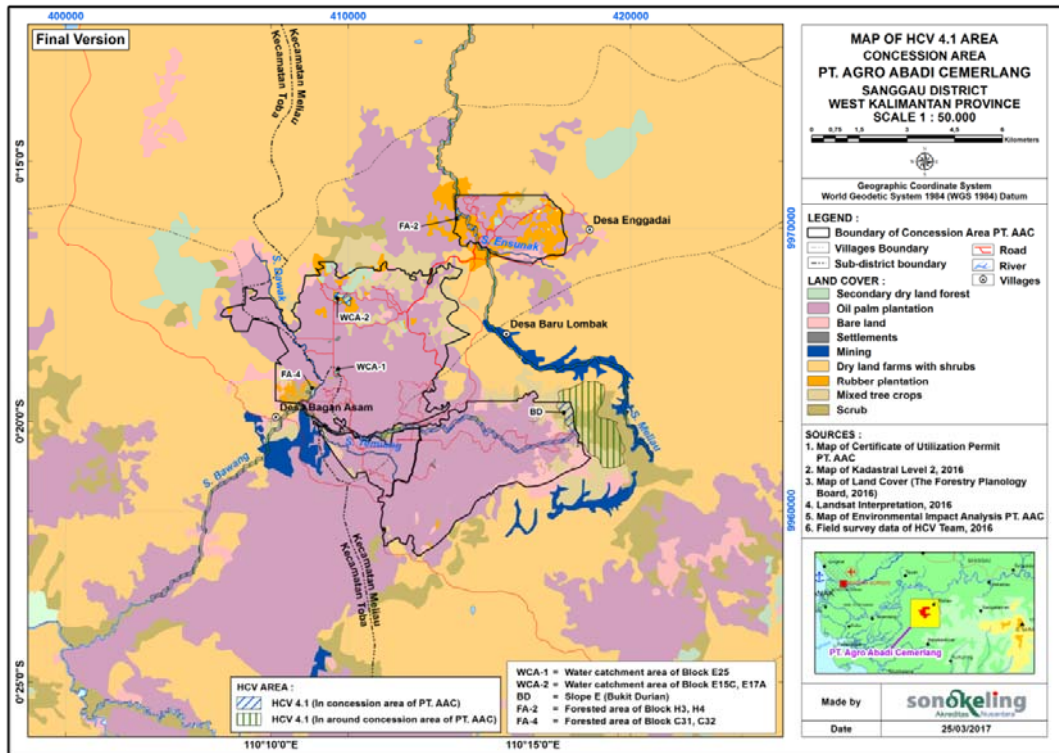 400000
410000
420000
Final Version
Kecamatan Meliau
Kecamatan Toba
0°15'S
0°20'0"S
0°25'0"S
9970000
9960000
FA-2
Desa Enggadai
S. Ensunak
S. Dawak
WCA-2
Desa Baru Lombak
WCA-1
FA-4
BD
Desa Bagan Asam
S. Temurug
S. Meliau
S. Bawang
Kecamatan Meliau
Kecamatan Toba
HCV AREA :
HCV 4.1 (In concession area of PT. AAC)
HCV 4.1 (In around concession area of PT. AAC)
WCA-1 = Water catchment area of Block E25
WCA-2 = Water catchment area of Block E15C, E17A
BD = Slope E (Bukit Durian)
FA-2 = Forested area of Block H3, H4
FA-4 = Forested area of Block C31, C32
110°10'0"E
110°15'0"E
MAP OF HCV 4.1 AREA
CONCESSION AREA
PT. AGRO ABADI CEMERLANG
SANGGAU DISTRICT
WEST KALIMANTAN PROVINCE
SCALE 1 : 50.000
0 0,75 1,5 3 4,5 6
Kilometers
Geographic Coordinate System
World Geodetic System 1984 (WGS 1984) Datum
LEGEND :
Boundary of Concession Area PT. AAC
Villages Boundary
Sub-district boundary
Road
River
Villages
LAND COVER :
Secondary dry land forest
Oil palm plantation
Bare land
Settlements
Mining
Dry land farms with shrubs
Rubber plantation
Mixed tree crops
Scrub
SOURCES :
1. Map of Certificate of Utilization Permit
PT. AAC
2. Map of Kadastral Level 2, 2016
3. Map of Land Cover (The Forestry Planology
Board, 2016)
4. Landsat Interpretation, 2016
5. Map of Environmental Impact Analysis PT. AAC
6. Field survey data of HCV Team, 2016
PT. Agro Abadi Cemerlang
Made by
sonokeling
Akreditas Nusantara
Date
25/03/2017